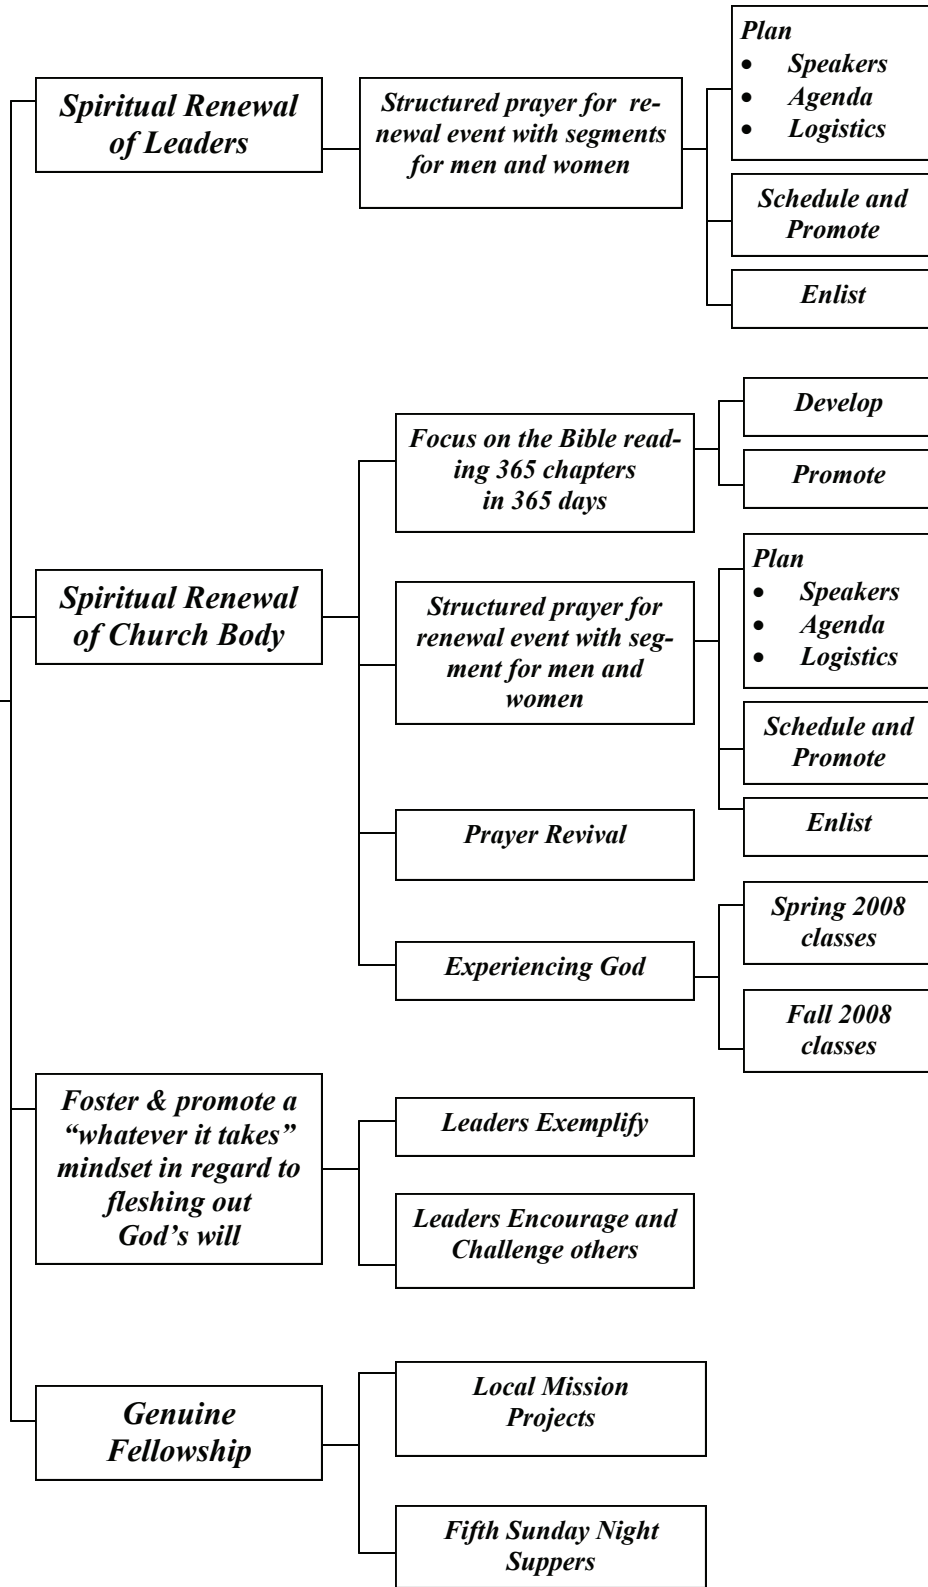 Spiritual Renewal
of Leaders
Structured prayer for re-
newal event with segments
for men and women
Plan
• Speakers
• Agenda
• Logistics
Schedule and
Promote
Enlist
Spiritual Renewal
of Church Body
Focus on the Bible read-
ing 365 chapters
in 365 days
Develop
Promote
Structured prayer for
renewal event with seg-
ment for men and
women
Plan
• Speakers
• Agenda
• Logistics
Schedule and
Promote
Enlist
Prayer Revival
Experiencing God
Spring 2008
classes
Fall 2008
classes
Foster & promote a
“whatever it takes”
mindset in regard to
fleshing out
God’s will
Leaders Exemplify
Leaders Encourage and
Challenge others
Genuine
Fellowship
Local Mission
Projects
Fifth Sunday Night
Suppers